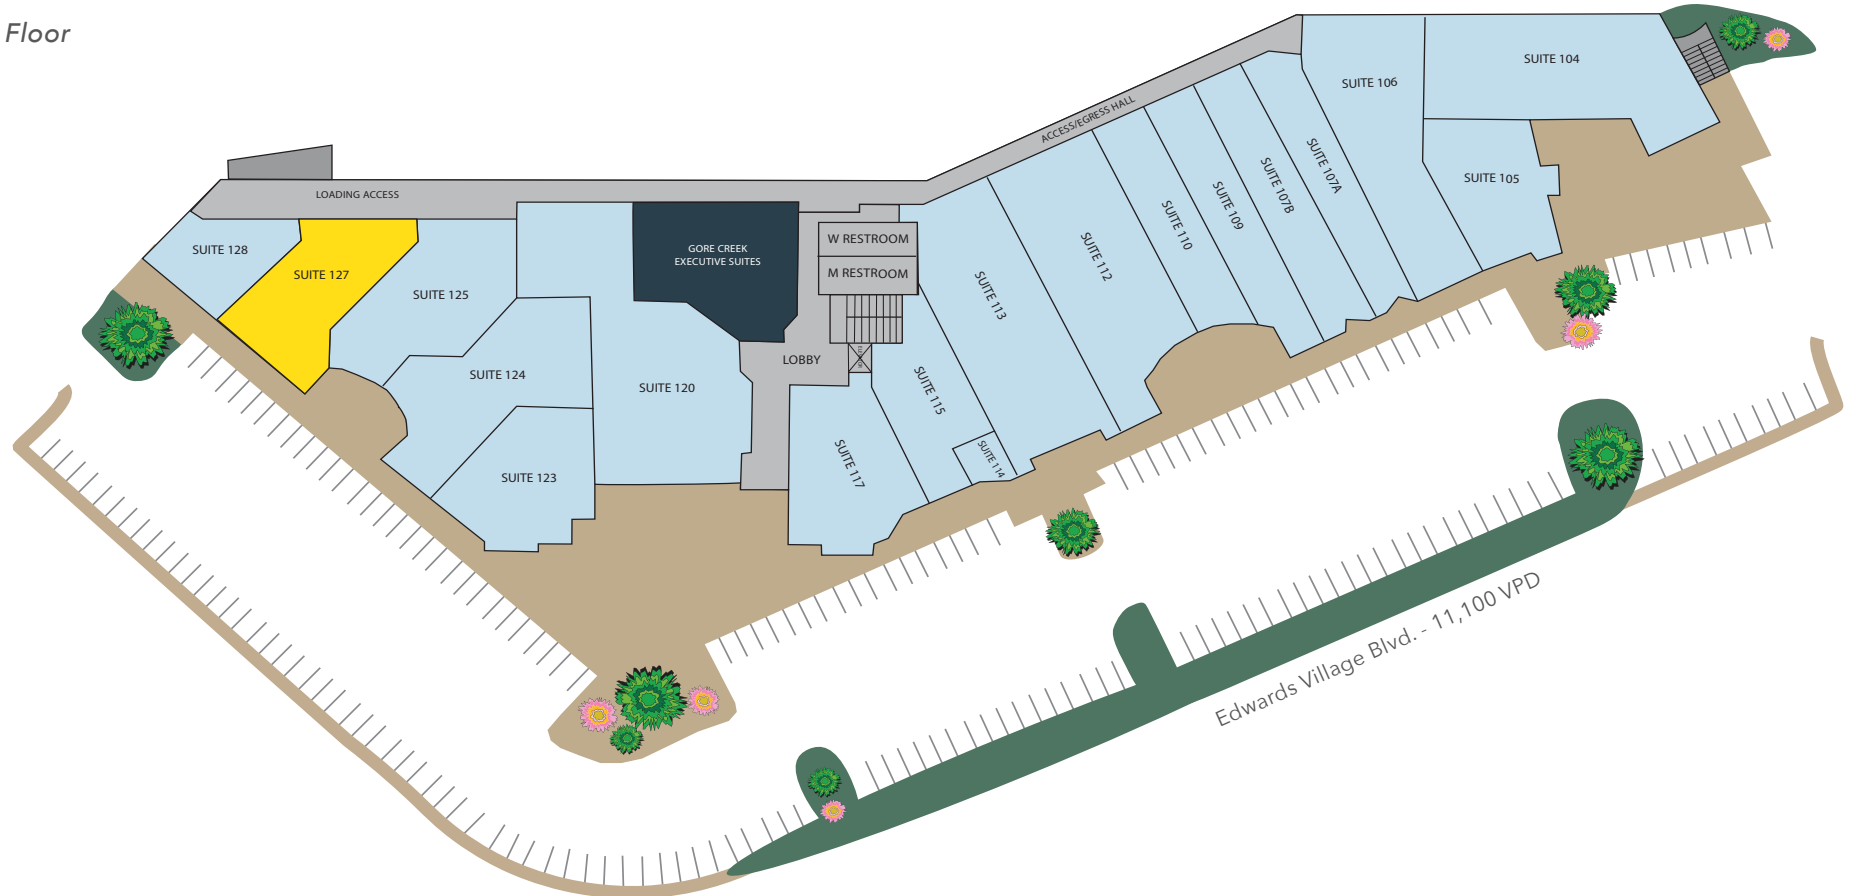 Floor
SUITE 104
SUITE 106
ACCESS/EGRESS HALL
SUITE 107A
SUITE 105
SUITE 107B
SUITE 109
SUITE 110
LOADING ACCESS
SUITE 112
SUITE 128
SUITE 127
SUITE 125
GORE CREEK
EXECUTIVE SUITES
W RESTROOM
M RESTROOM
SUITE 113
LOBBY
SUITE 124
SUITE 120
SUITE 115
SUITE 114
SUITE 117
SUITE 123
Edwards Village Blvd. - 11,100 VPD